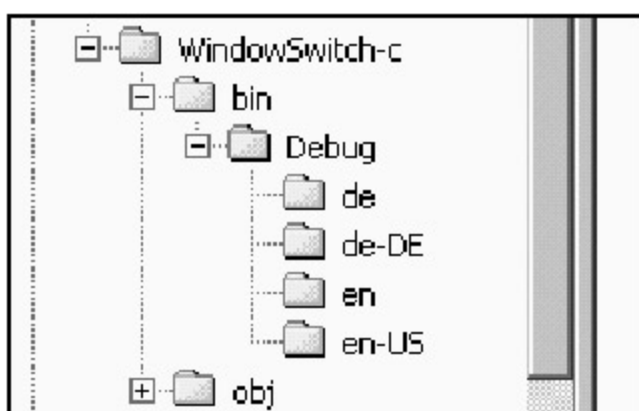 WindowSwitch-c
bin
Debug
de
de-DE
en
en-US
obj